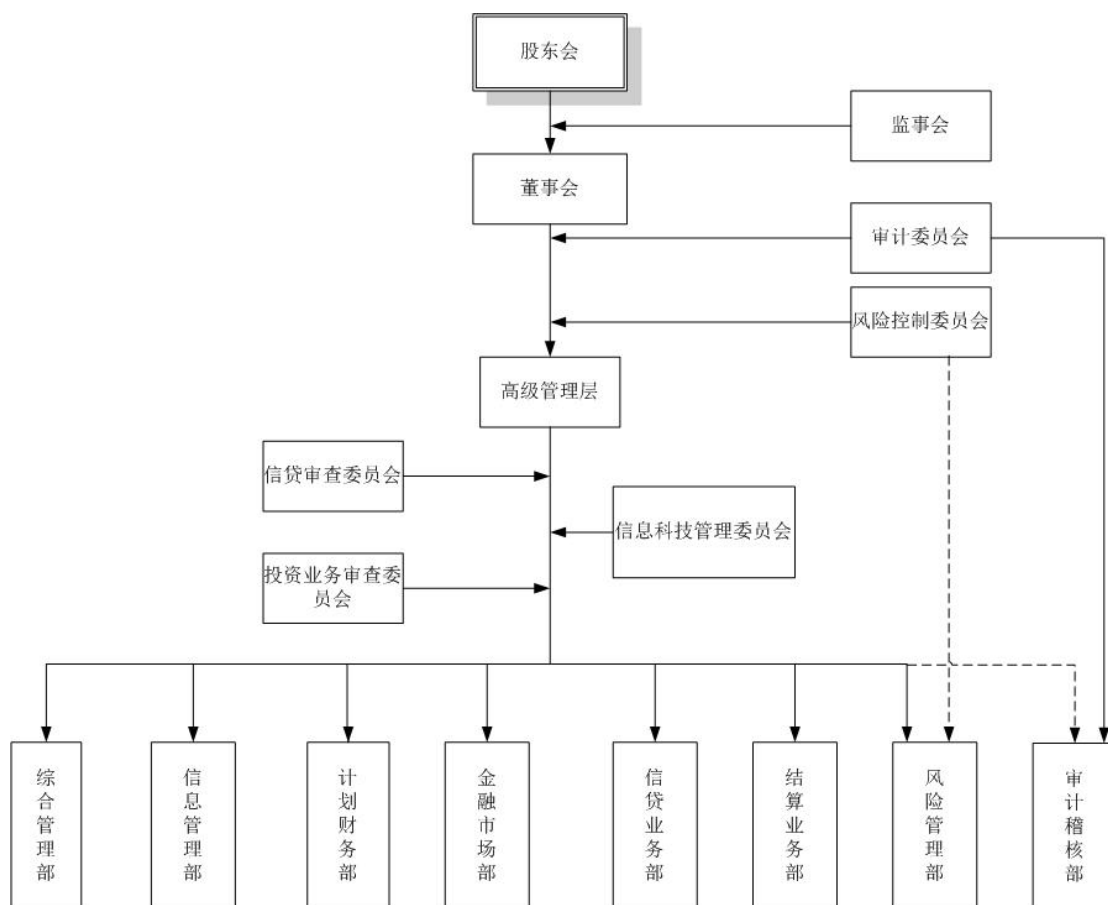 股东会
监事会
董事会
审计委员会
风险控制委员会
高级管理层
信贷审查委员会
信息科技管理委员会
投资业务审查委
员会
综合管理部
信息管理部
计划财务部
金融市场部
信贷业务部
结算业务部
风险管理部
审计稽核部